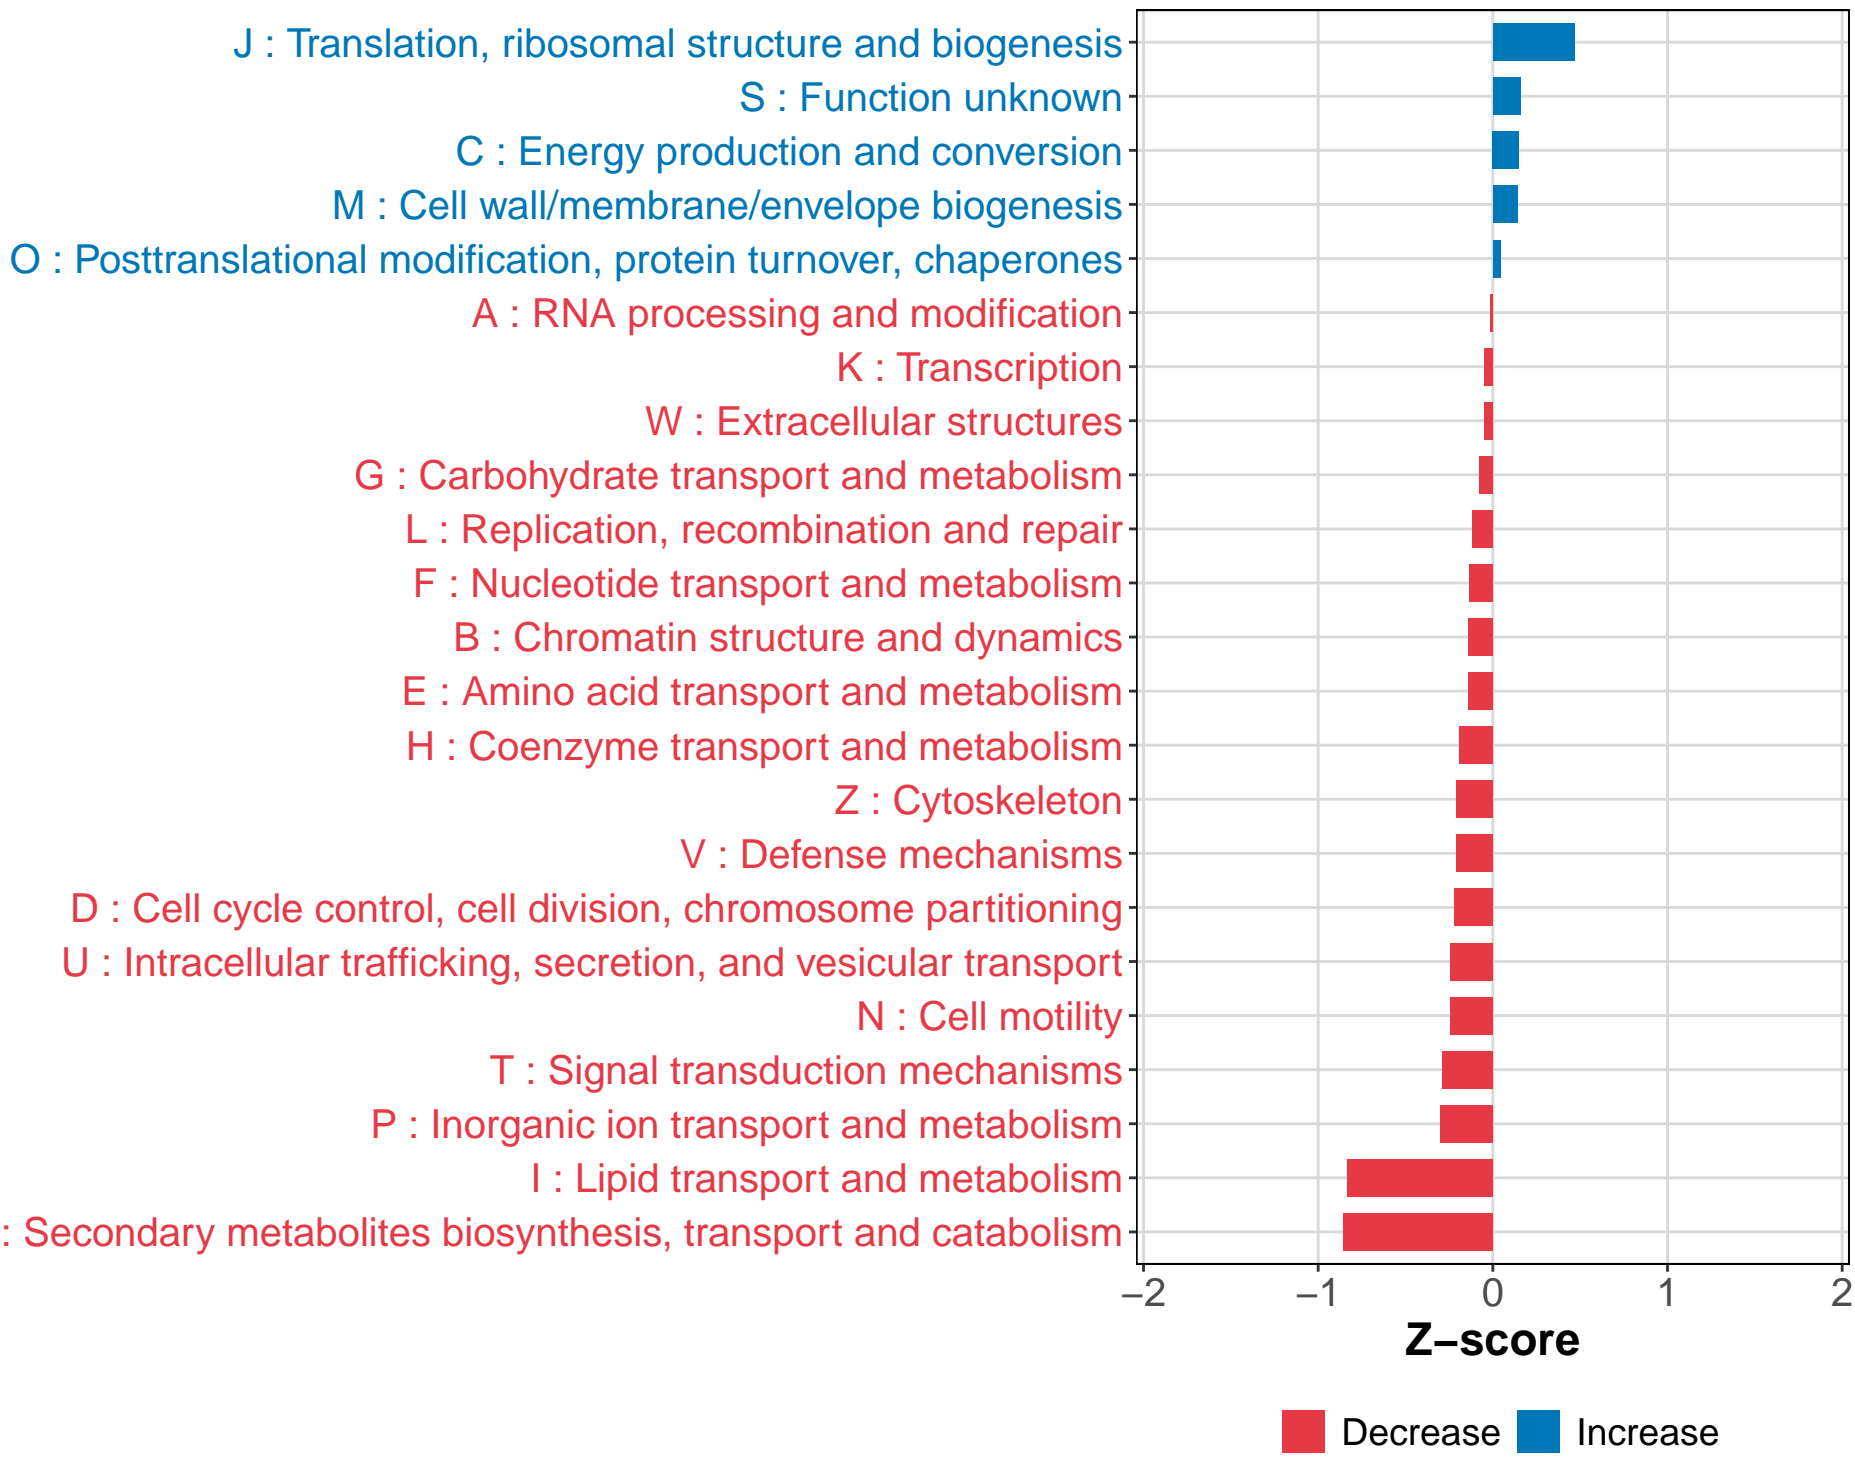 J : Translation, ribosomal structure and biogenesis
S : Function unknown
C : Energy production and conversion
M : Cell wall/membrane/envelope biogenesis
O : Posttranslational modification, protein turnover, chaperones
A : RNA processing and modification
K : Transcription
W : Extracellular structures
G : Carbohydrate transport and metabolism
L : Replication, recombination and repair
F : Nucleotide transport and metabolism
B : Chromatin structure and dynamics
E : Amino acid transport and metabolism
H : Coenzyme transport and metabolism
Z : Cytoskeleton
V : Defense mechanisms
D : Cell cycle control, cell division, chromosome partitioning
U : Intracellular trafficking, secretion, and vesicular transport
N : Cell motility
T : Signal transduction mechanisms
P : Inorganic ion transport and metabolism
I : Lipid transport and metabolism
: Secondary metabolites biosynthesis, transport and catabolism
−2 −1 0 1 2
Z−score
Decrease Increase